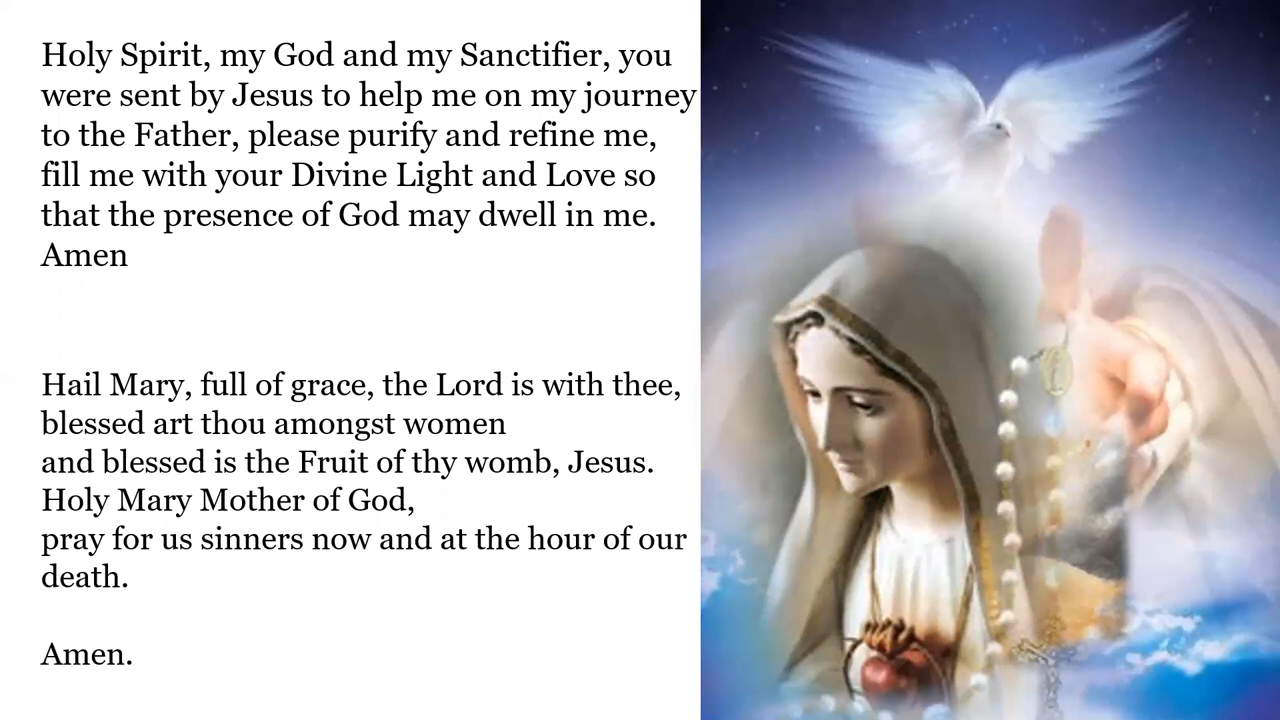 Holy Spirit, my God and my Sanctifier, you
were sent by Jesus to help me on my journey
to the Father, please purify and refine me,
fill me with your Divine Light and Love so
that the presence of God may dwell in me.
Amen
Hail Mary, full of grace, the Lord is with thee,
blessed art thou amongst women
and blessed is the Fruit of thy womb, Jesus.
Holy Mary Mother of God,
pray for us sinners now and at the hour of our
death.
Amen.